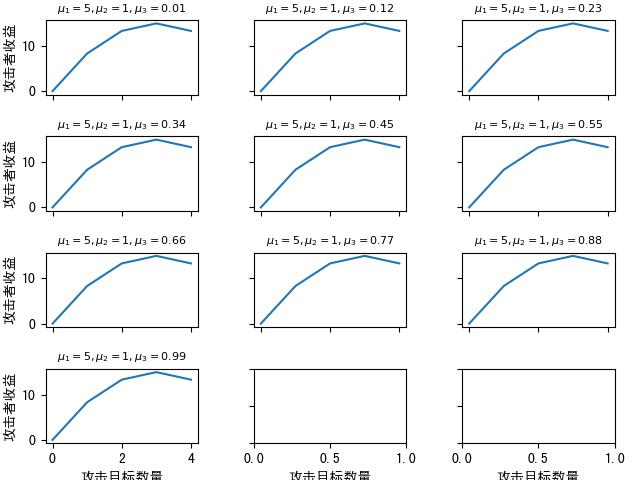 μ₁ = 5, μ₂ = 1, μ₃ = 0.01
μ₁ = 5, μ₂ = 1, μ₃ = 0.12
μ₁ = 5, μ₂ = 1, μ₃ = 0.23
攻击者收益
10
0
μ₁ = 5, μ₂ = 1, μ₃ = 0.34
μ₁ = 5, μ₂ = 1, μ₃ = 0.45
μ₁ = 5, μ₂ = 1, μ₃ = 0.55
攻击者收益
10
0
μ₁ = 5, μ₂ = 1, μ₃ = 0.66
μ₁ = 5, μ₂ = 1, μ₃ = 0.77
μ₁ = 5, μ₂ = 1, μ₃ = 0.88
攻击者收益
10
0
μ₁ = 5, μ₂ = 1, μ₃ = 0.99
攻击者收益
10
0
0 2 4
0.0 0.5 1.0
0.0 0.5 1.0
攻击目标数量
攻击目标数量
攻击目标数量